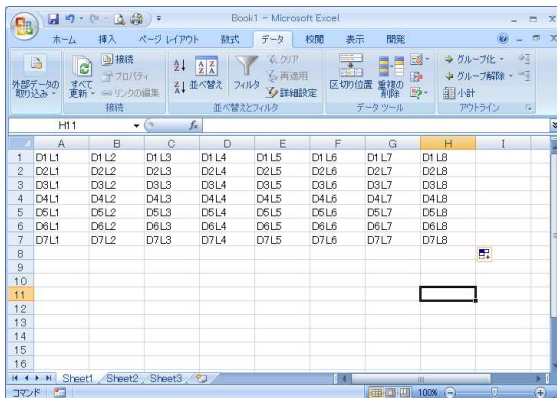 Book1 - Microsoft Excel
ホーム 挿入 ページ レイアウト 数式 データ 校閲 表示 開発
外部データの取り込み
すべて更新
接続
プロパティ
リンクの編集
接続
並べ替え
フィルタ
クリア
再適用
詳細設定
並べ替えとフィルタ
区切り位置
重複の削除
データ ツール
グループ化
グループ解除
小計
アウトライン
H11 fx
A B C D E F G H I
1 D1L1 D1L2 D1L3 D1L4 D1L5 D1L6 D1L7 D1L8
2 D2L1 D2L2 D2L3 D2L4 D2L5 D2L6 D2L7 D2L8
3 D3L1 D3L2 D3L3 D3L4 D3L5 D3L6 D3L7 D3L8
4 D4L1 D4L2 D4L3 D4L4 D4L5 D4L6 D4L7 D4L8
5 D5L1 D5L2 D5L3 D5L4 D5L5 D5L6 D5L7 D5L8
6 D6L1 D6L2 D6L3 D6L4 D6L5 D6L6 D6L7 D6L8
7 D7L1 D7L2 D7L3 D7L4 D7L5 D7L6 D7L7 D7L8
8
9
10
11
12
13
14
15
16
Sheet1 Sheet2 Sheet3
コマンド 100%